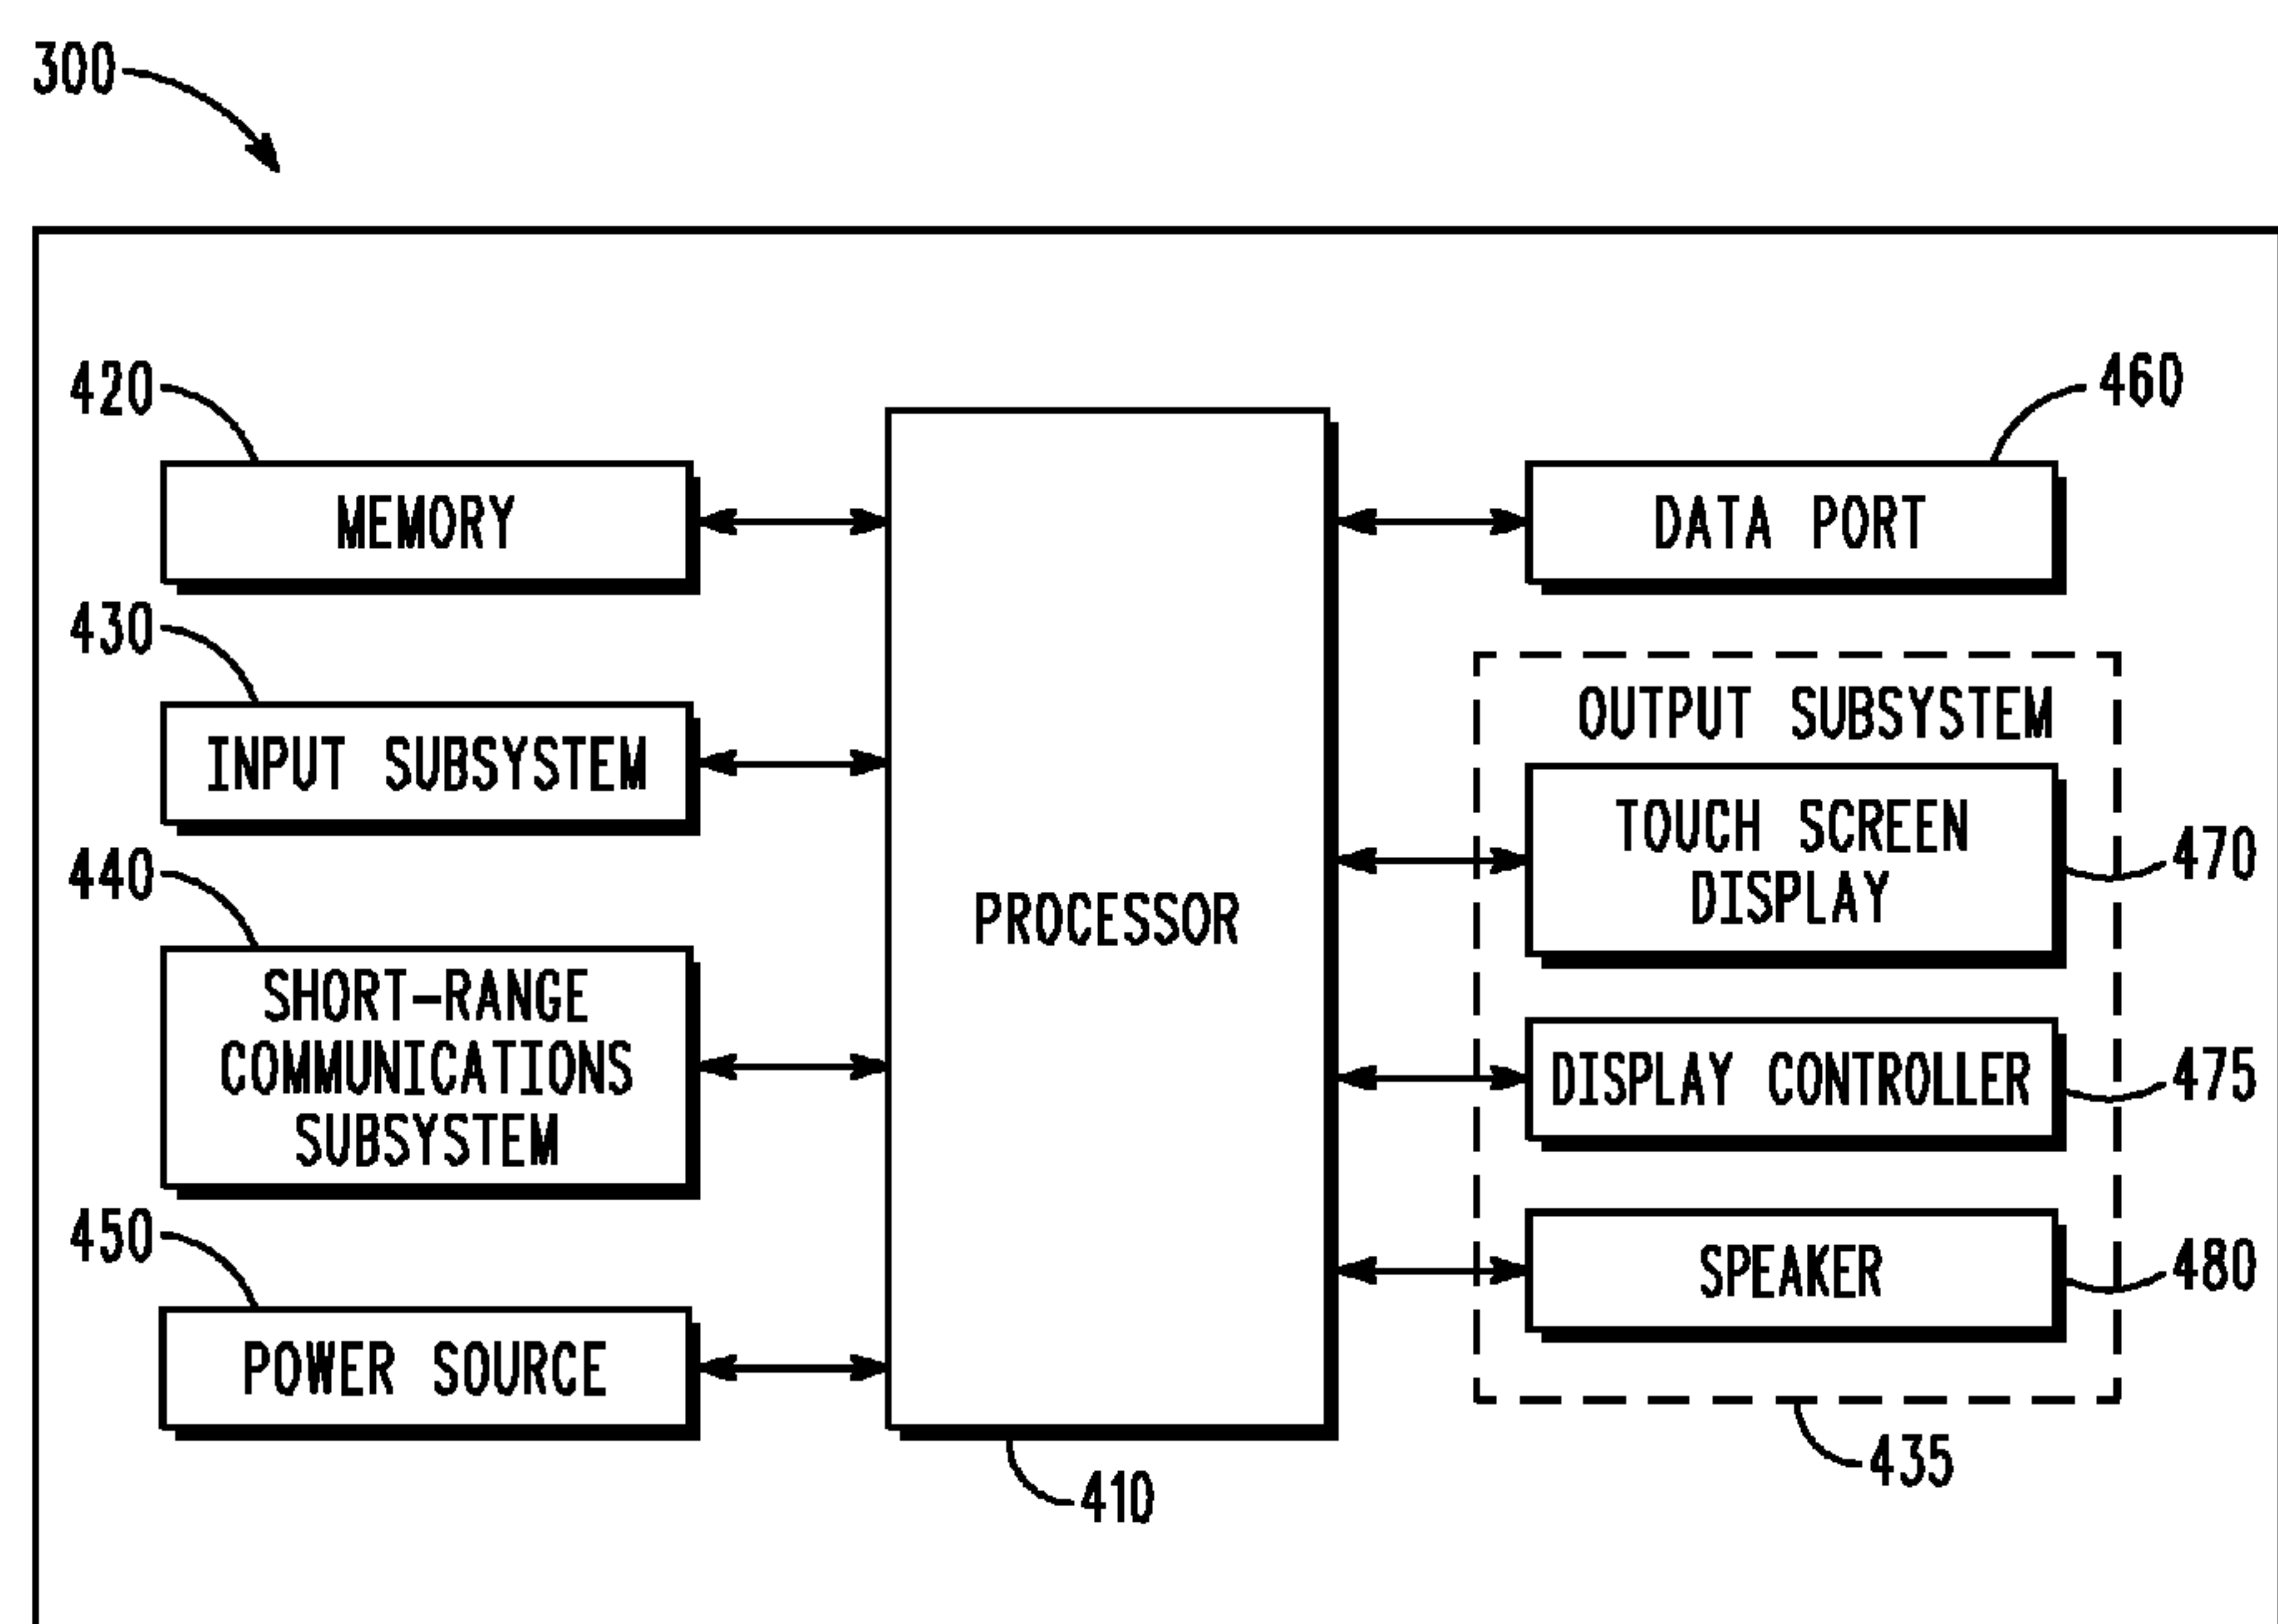 300
420
MEMORY
430
INPUT SUBSYSTEM
440
SHORT-RANGE
COMMUNICATIONS
SUBSYSTEM
450
POWER SOURCE
PROCESSOR
410
460
DATA PORT
OUTPUT SUBSYSTEM
TOUCH SCREEN
DISPLAY
470
DISPLAY CONTROLLER
475
SPEAKER
480
435